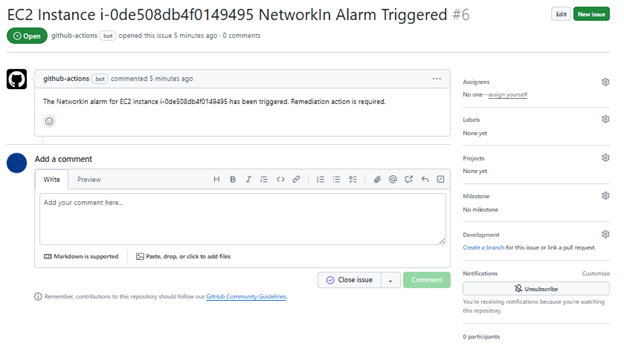 EC2 Instance i-0de508db4f0149495 NetworkIn Alarm Triggered #6
Edit
New issue
Open
github-actions bot opened this issue 5 minutes ago · 0 comments
github-actions bot commented 5 minutes ago
The NetworkIn alarm for EC2 instance i-0de508db4f0149495 has been triggered. Remediation action is required.
Add a comment
Write
Preview
Add your comment here...
Markdown is supported
Paste, drop, or click to add files
Close issue
Comment
Remember, contributions to this repository should follow our GitHub Community Guidelines.
Assignees
No one—assign yourself
Labels
None yet
Projects
None yet
Milestone
No milestone
Development
Create a branch for this issue or link a pull request.
Notifications
Customize
Unsubscribe
You're receiving notifications because you're watching
this repository.
0 participants